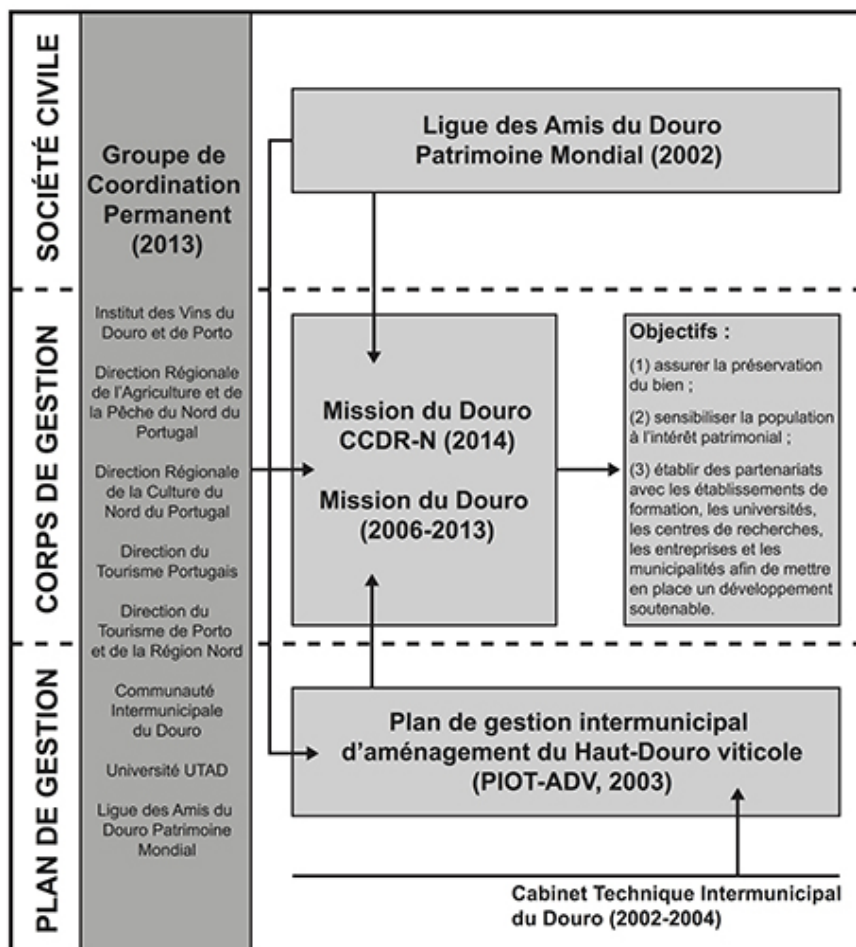 SOCIÉTÉ CIVILE
CORPS DE GESTION
PLAN DE GESTION
Groupe de
Coordination
Permanent
(2013)
Institut des Vins du
Douro et de Porto
Direction Régionale
de l'Agriculture et de
la Pêche du Nord du
Portugal
Direction Régionale
de la Culture du
Nord du Portugal
Direction du
Tourisme Portugais
Direction du
Tourisme de Porto
et de la Région Nord
Communauté
Intermunicipale
du Douro
Université UTAD
Ligue des Amis du
Douro Patrimoine
Mondial
Ligue des Amis du Douro
Patrimoine Mondial (2002)
Mission du Douro
CCDR-N (2014)
Mission du Douro
(2006-2013)
Objectifs :
(1) assurer la préservation
du bien ;
(2) sensibiliser la population
à l'intérêt patrimonial ;
(3) établir des partenariats
avec les établissements de
formation, les universités,
les centres de recherches,
les entreprises et les
municipalités afin de mettre
en place un développement
soutenable.
Plan de gestion intermunicipal
d'aménagement du Haut-Douro viticole
(PIOT-ADV, 2003)
Cabinet Technique Intermunicipal
du Douro (2002-2004)